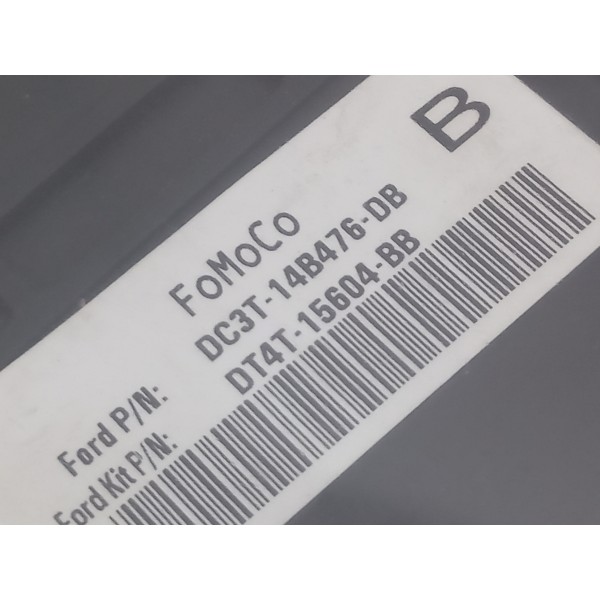 B
FoMoCo
Ford P/N: DC3T-14B476-DB
Ford Kit P/N: DT4T-15604-BB